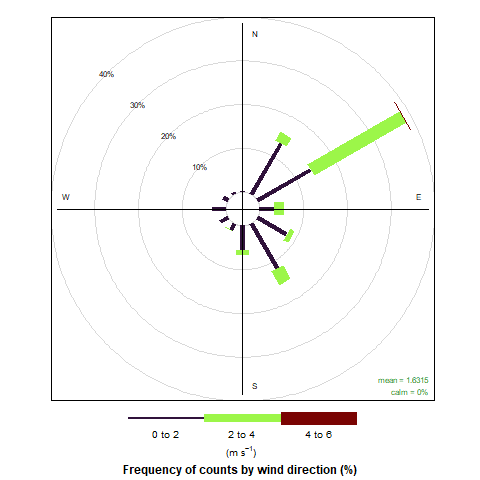 N
40%
30%
20%
10%
W
E
S
mean = 1.6315
calm = 0%
0 to 2
2 to 4
4 to 6
(m s⁻¹)
Frequency of counts by wind direction (%)